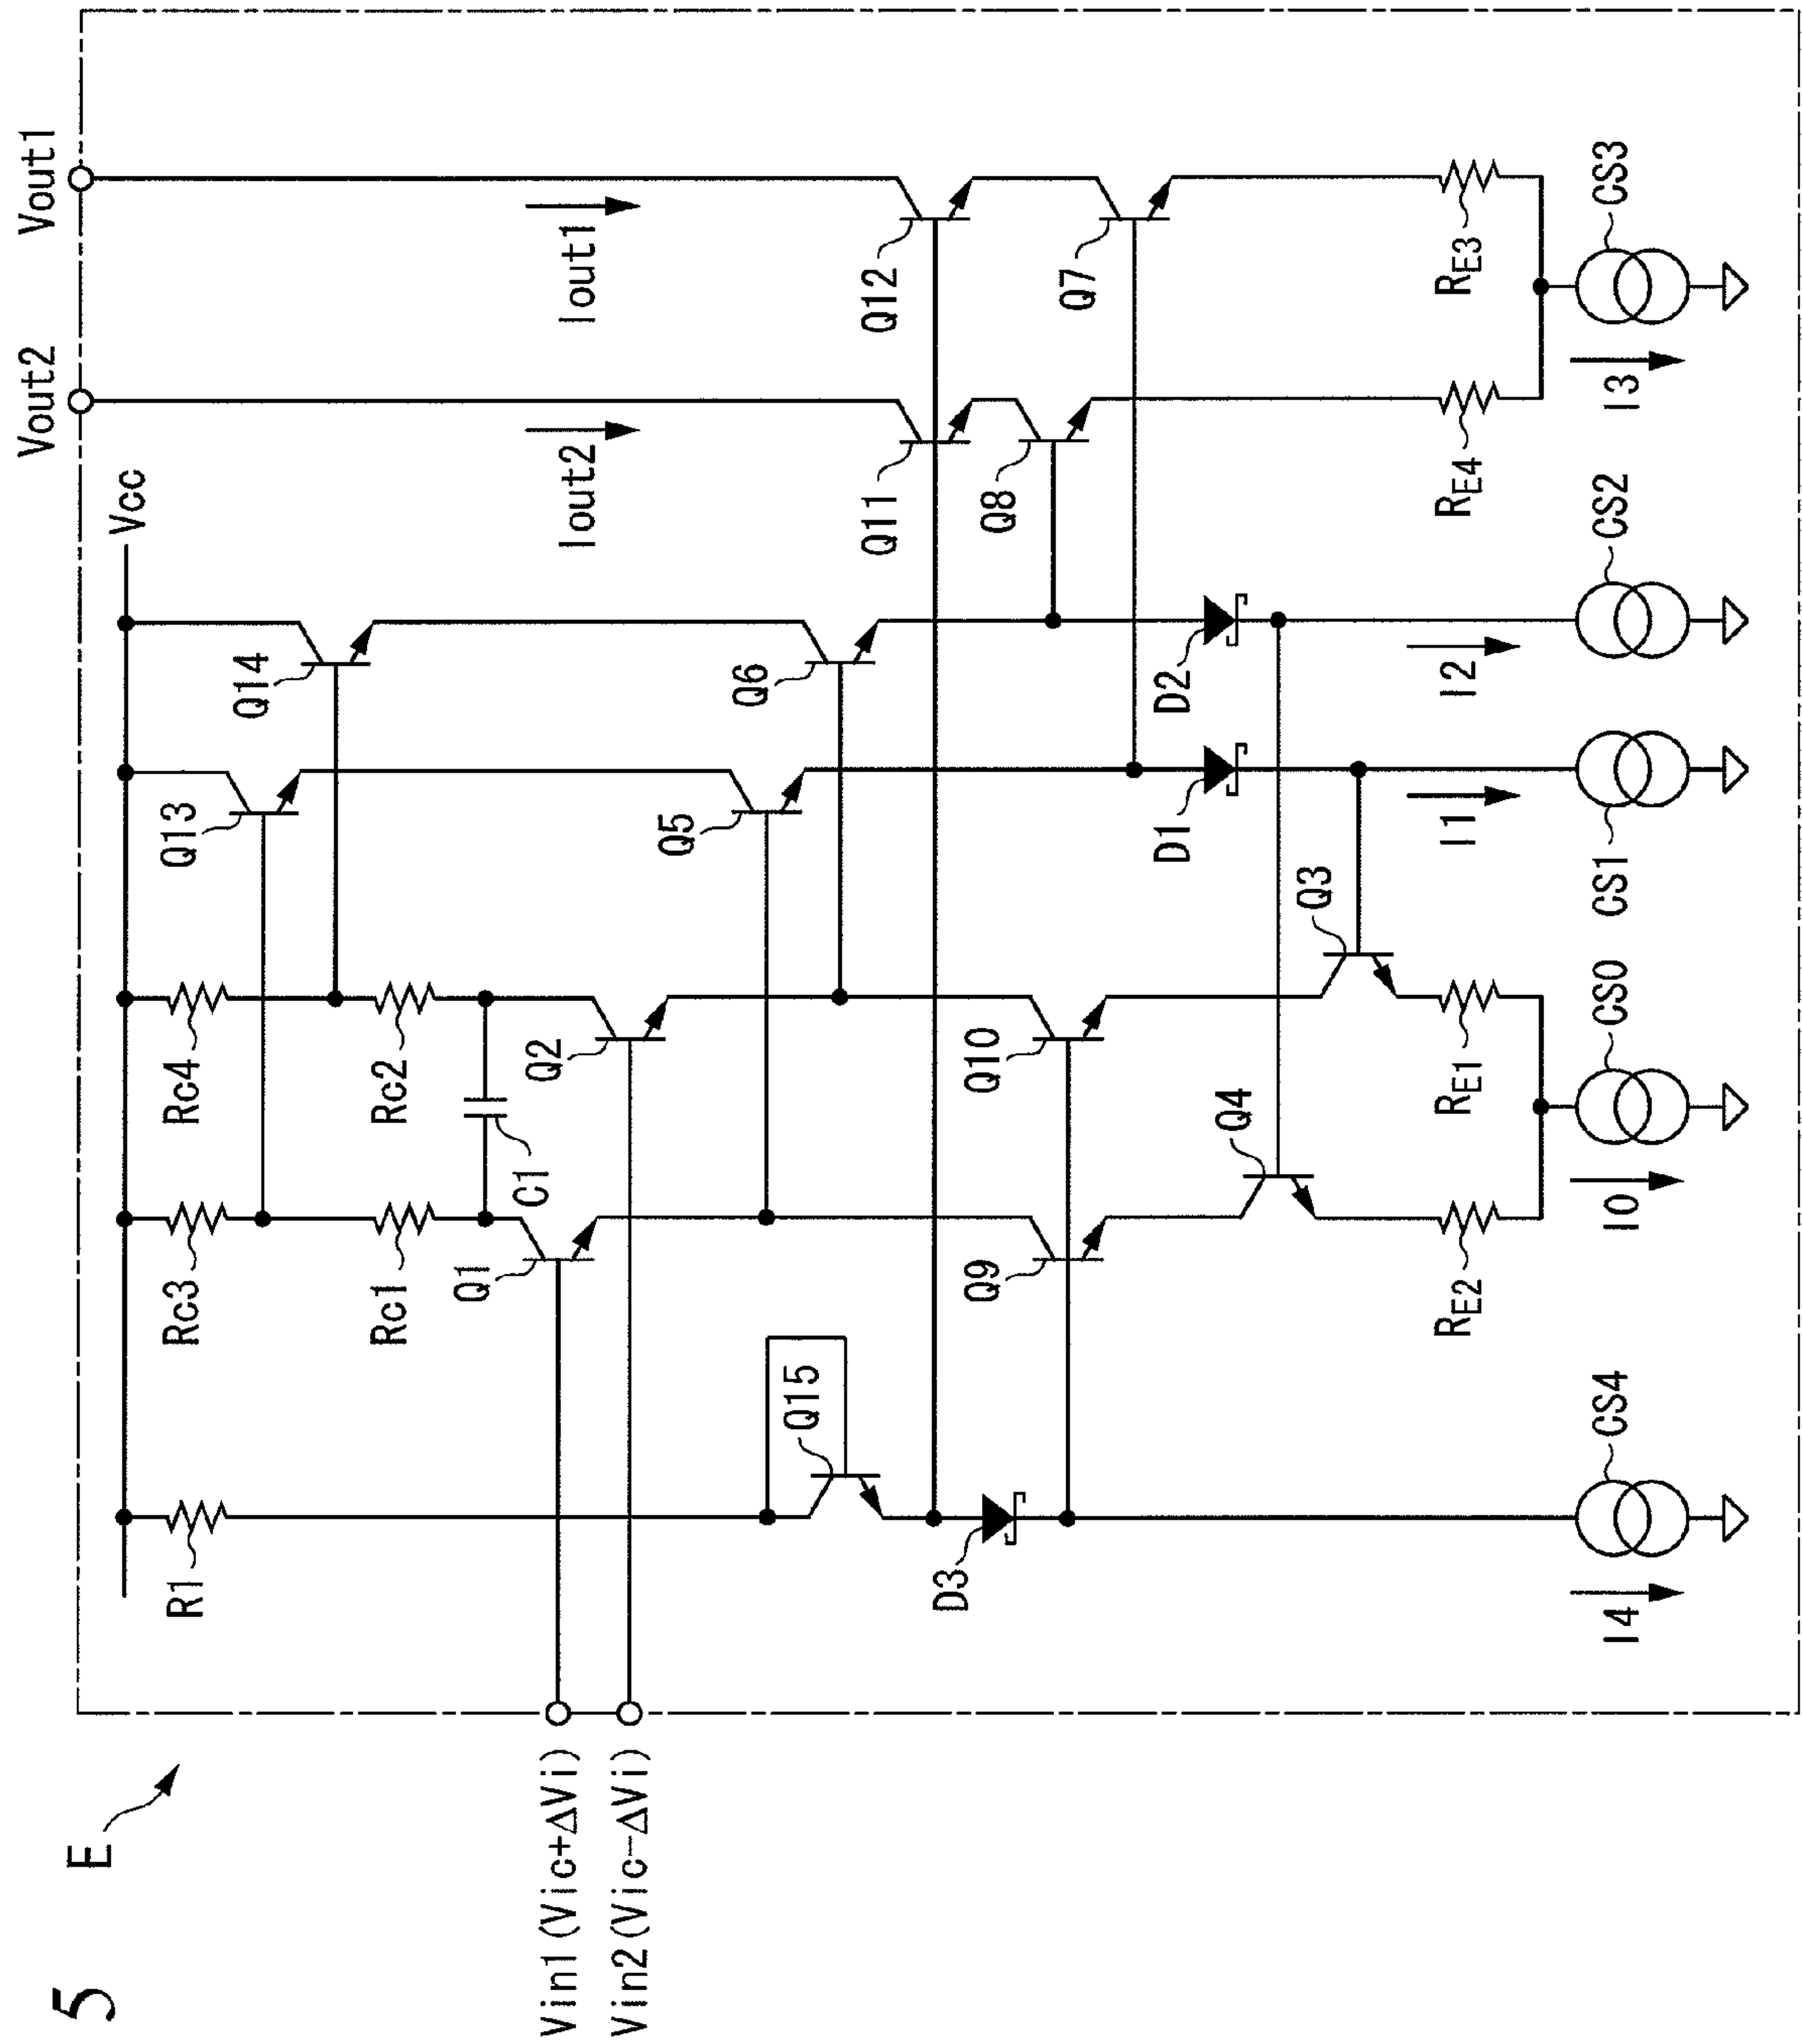 5
E
Vout2
Vout1
Vcc
Iout2
Iout1
R1
Rc3
Rc4
Q13
Q14
Rc1
Rc2
C1
Q1
Q2
Vin1(Vic+ΔVi)
Vin2(Vic-ΔVi)
Q15
Q5
Q6
Q11
Q12
D3
Q9
Q10
Q8
Q7
D1
D2
Q4
Q3
RE2
RE1
RE4
RE3
I4
CS4
I0
CS0
I1
CS1
I2
CS2
I3
CS3